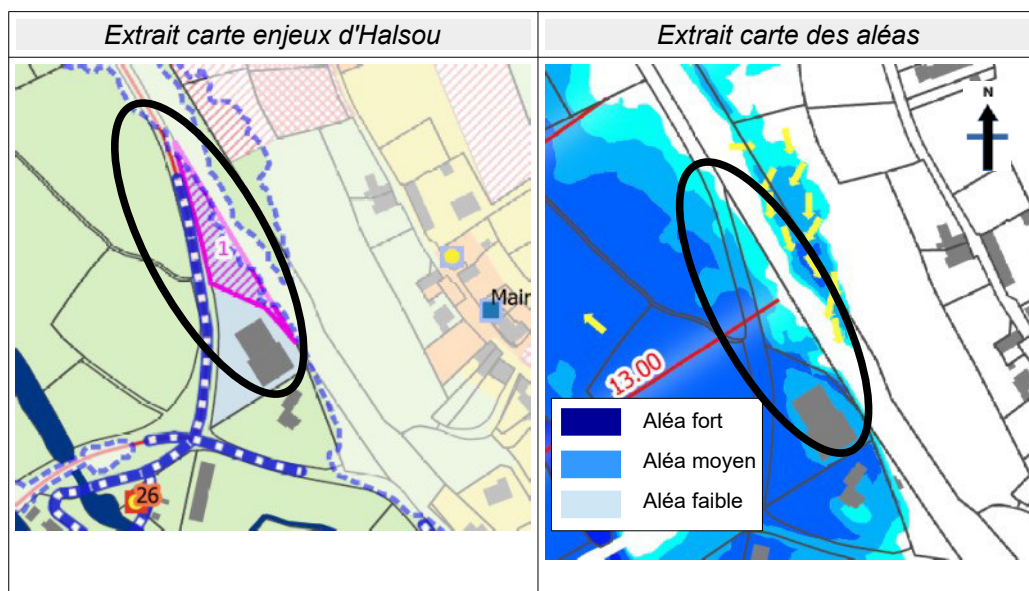 Extrait carte enjeux d'Halsou
Extrait carte des aléas
1
Mair
26
N
13.00
Aléa fort
Aléa moyen
Aléa faible